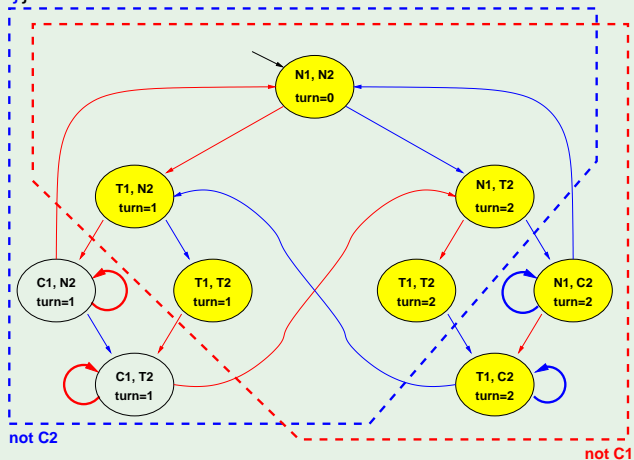 N1, N2
turn=0
T1, N2
turn=1
N1, T2
turn=2
C1, N2
turn=1
T1, T2
turn=1
T1, T2
turn=2
N1, C2
turn=2
C1, T2
turn=1
T1, C2
turn=2
not C2
not C1